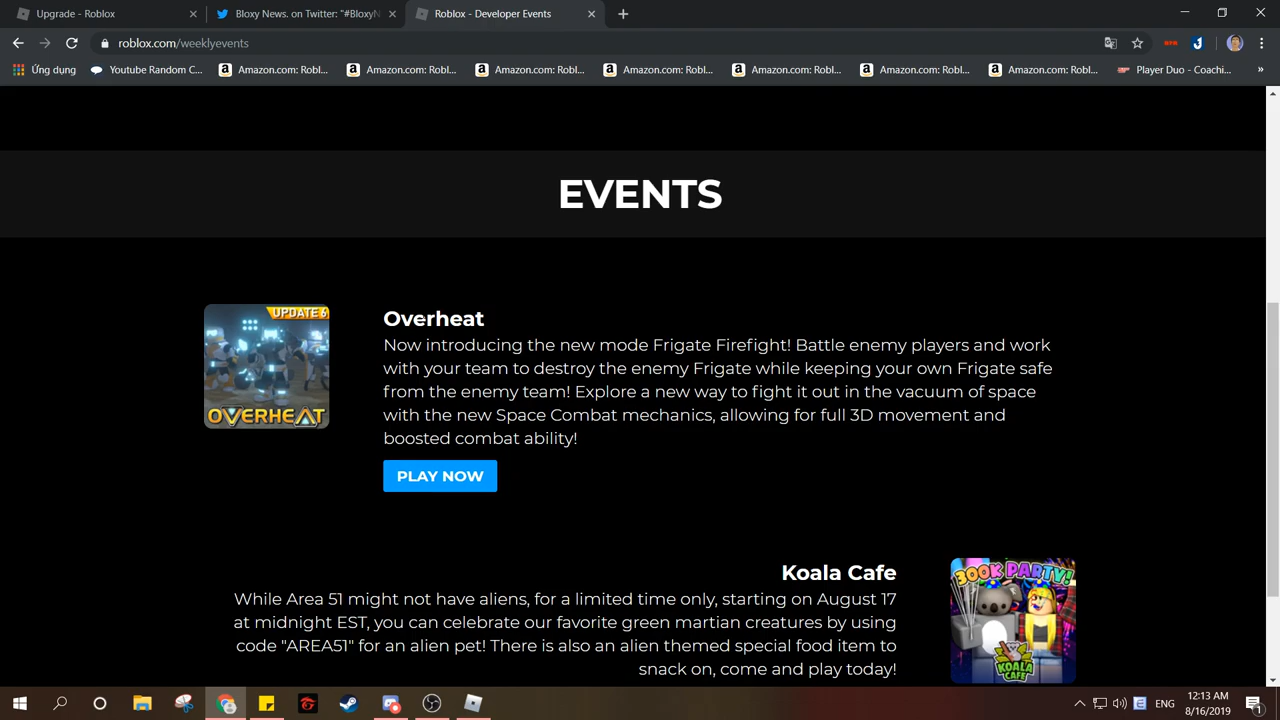 Upgrade - Roblox
Bloxy News. on Twitter: "#BloxyN
Roblox - Developer Events
roblox.com/weeklyevents
Ứng dụng
Youtube Random C...
Amazon.com: Robl...
Amazon.com: Robl...
Amazon.com: Robl...
Amazon.com: Robl...
Amazon.com: Robl...
Amazon.com: Robl...
Amazon.com: Robl...
Player Duo - Coachi...
EVENTS
UPDATE 6
OVERHEAT
Overheat
Now introducing the new mode Frigate Firefight! Battle enemy players and work
with your team to destroy the enemy Frigate while keeping your own Frigate safe
from the enemy team! Explore a new way to fight it out in the vacuum of space
with the new Space Combat mechanics, allowing for full 3D movement and
boosted combat ability!
PLAY NOW
Koala Cafe
While Area 51 might not have aliens, for a limited time only, starting on August 17
at midnight EST, you can celebrate our favorite green martian creatures by using
code "AREA51" for an alien pet! There is also an alien themed special food item to
snack on, come and play today!
300K PARTY!
KOALA
CAFE
ENG
12:13 AM
8/16/2019
1